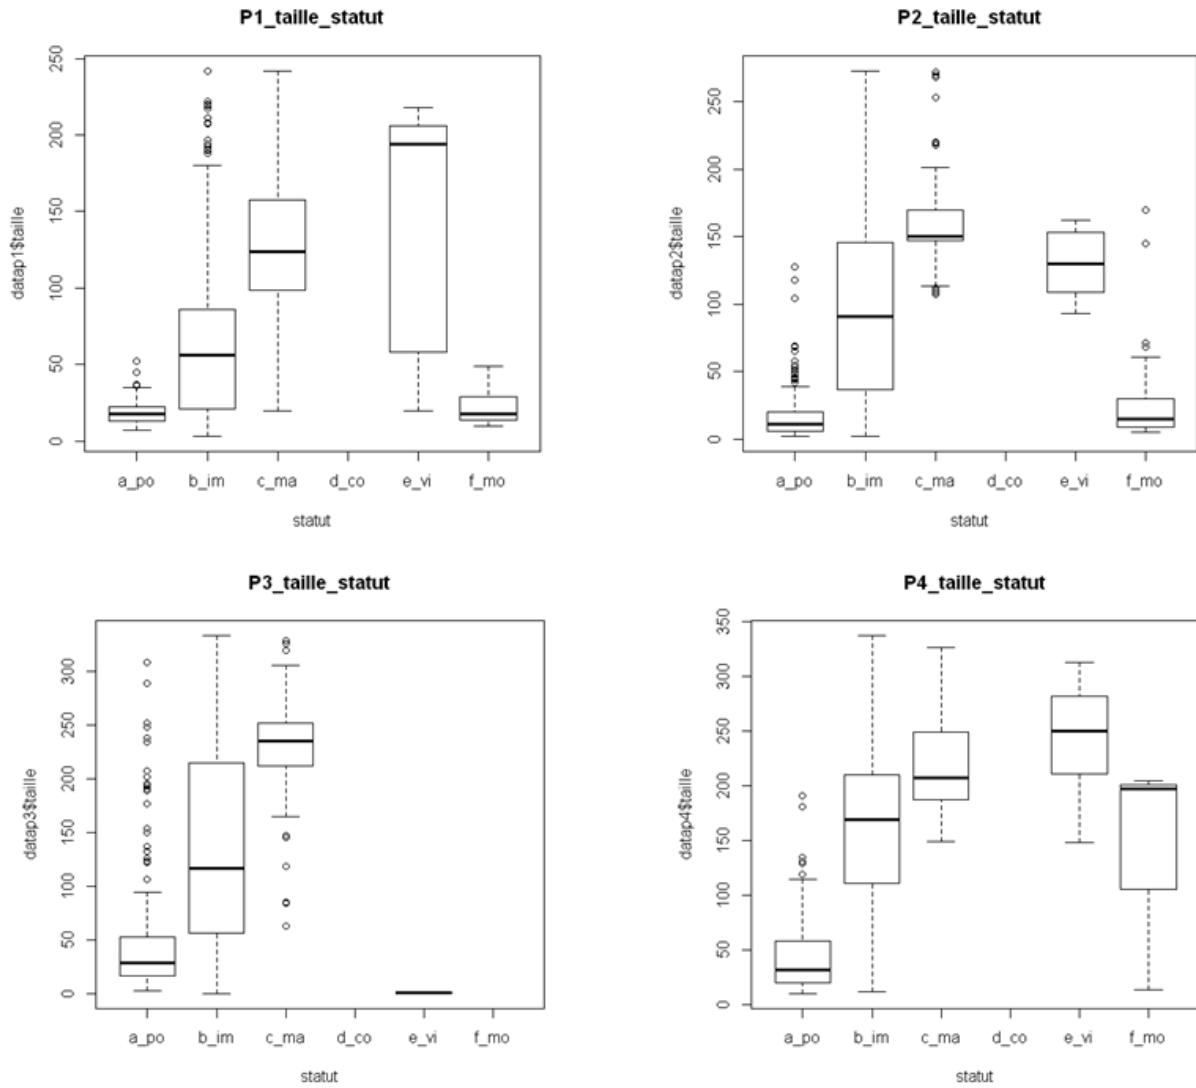 P1_taille_statut
datap1$taille
0
50
100
150
200
250
a_po b_im c_ma d_co e_vi f_mo
statut
P2_taille_statut
datap2$taille
0
50
100
150
200
250
a_po b_im c_ma d_co e_vi f_mo
statut
P3_taille_statut
datap3$taille
0
50
100
150
200
250
300
a_po b_im c_ma d_co e_vi f_mo
statut
P4_taille_statut
datap4$taille
0
50
100
150
200
250
300
350
a_po b_im c_ma d_co e_vi f_mo
statut